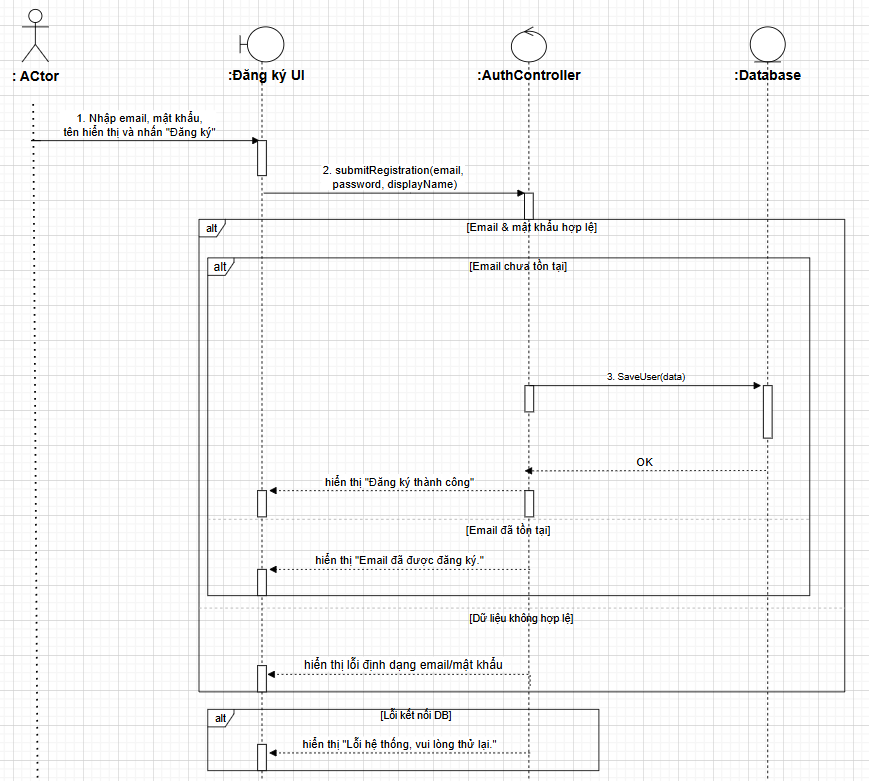 : ACtor
:Đăng ký UI
:AuthController
:Database
1. Nhập email, mật khẩu,
tên hiển thị và nhấn "Đăng ký"
2. submitRegistration(email,
password, displayName)
alt
[Email & mật khẩu hợp lệ]
alt
[Email chưa tồn tại]
3. SaveUser(data)
OK
hiển thị "Đăng ký thành công"
[Email đã tồn tại]
hiển thị "Email đã được đăng ký."
[Dữ liệu không hợp lệ]
hiển thị lỗi định dạng email/mật khẩu
alt
[Lỗi kết nối DB]
hiển thị "Lỗi hệ thống, vui lòng thử lại."